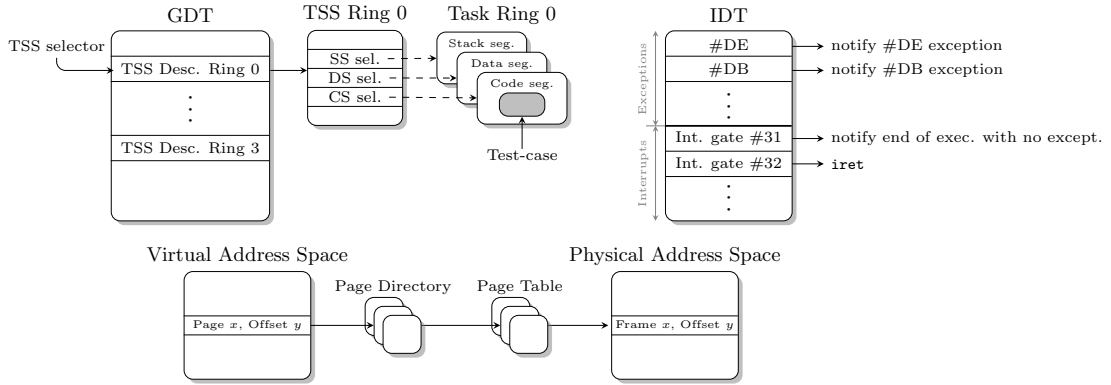 GDT
TSS selector
TSS Desc. Ring 0
TSS Desc. Ring 3
TSS Ring 0
SS sel.
DS sel.
CS sel.
Task Ring 0
Stack seg.
Data seg.
Code seg.
Test-case
IDT
Exceptions
Interrupts
#DE
notify #DE exception
#DB
notify #DB exception
Int. gate #31
notify end of exec. with no except.
Int. gate #32
iret
Virtual Address Space
Page x, Offset y
Page Directory
Page Table
Physical Address Space
Frame x, Offset y